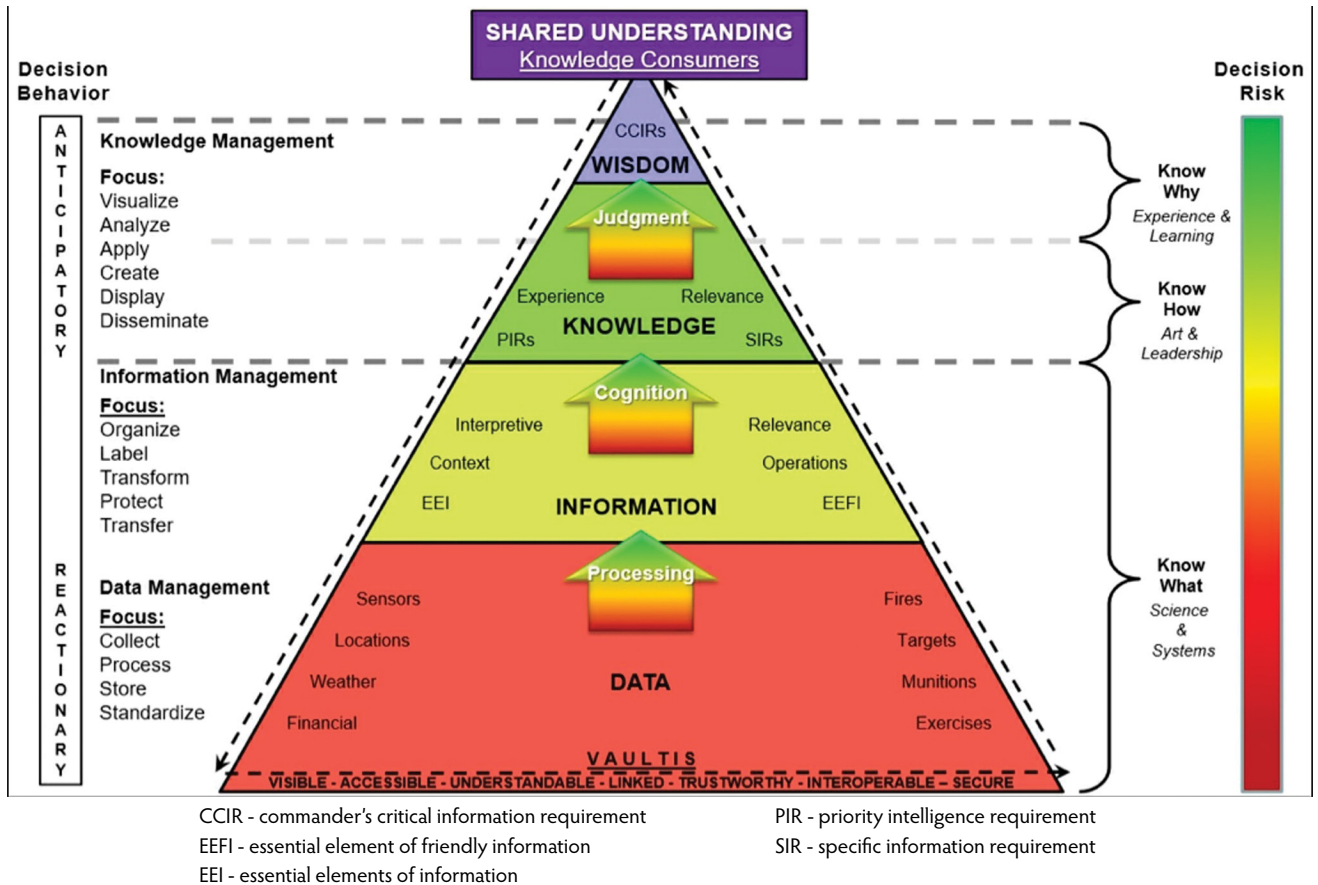 SHARED UNDERSTANDING
Knowledge Consumers
Decision
Behavior
ANTICIPATORY
REACTIONARY
Knowledge Management
Focus:
Visualize
Analyze
Apply
Create
Display
Disseminate
Information Management
Focus:
Organize
Label
Transform
Protect
Transfer
Data Management
Focus:
Collect
Process
Store
Standardize
CCIRs
WISDOM
Judgment
Experience
Relevance
KNOWLEDGE
PIRs
SIRs
Cognition
Interpretive
Relevance
Context
Operations
EEI
INFORMATION
EEFI
Processing
Sensors
Fires
Locations
Targets
Weather
DATA
Munitions
Financial
Exercises
VAULTIS
VISIBLE - ACCESSIBLE - UNDERSTANDABLE - LINKED - TRUSTWORTHY - INTEROPERABLE – SECURE
Know
Why
Experience &
Learning
Know
How
Art &
Leadership
Know
What
Science
&
Systems
Decision
Risk
CCIR - commander’s critical information requirement
EEFI - essential element of friendly information
EEI - essential elements of information
PIR - priority intelligence requirement
SIR - specific information requirement